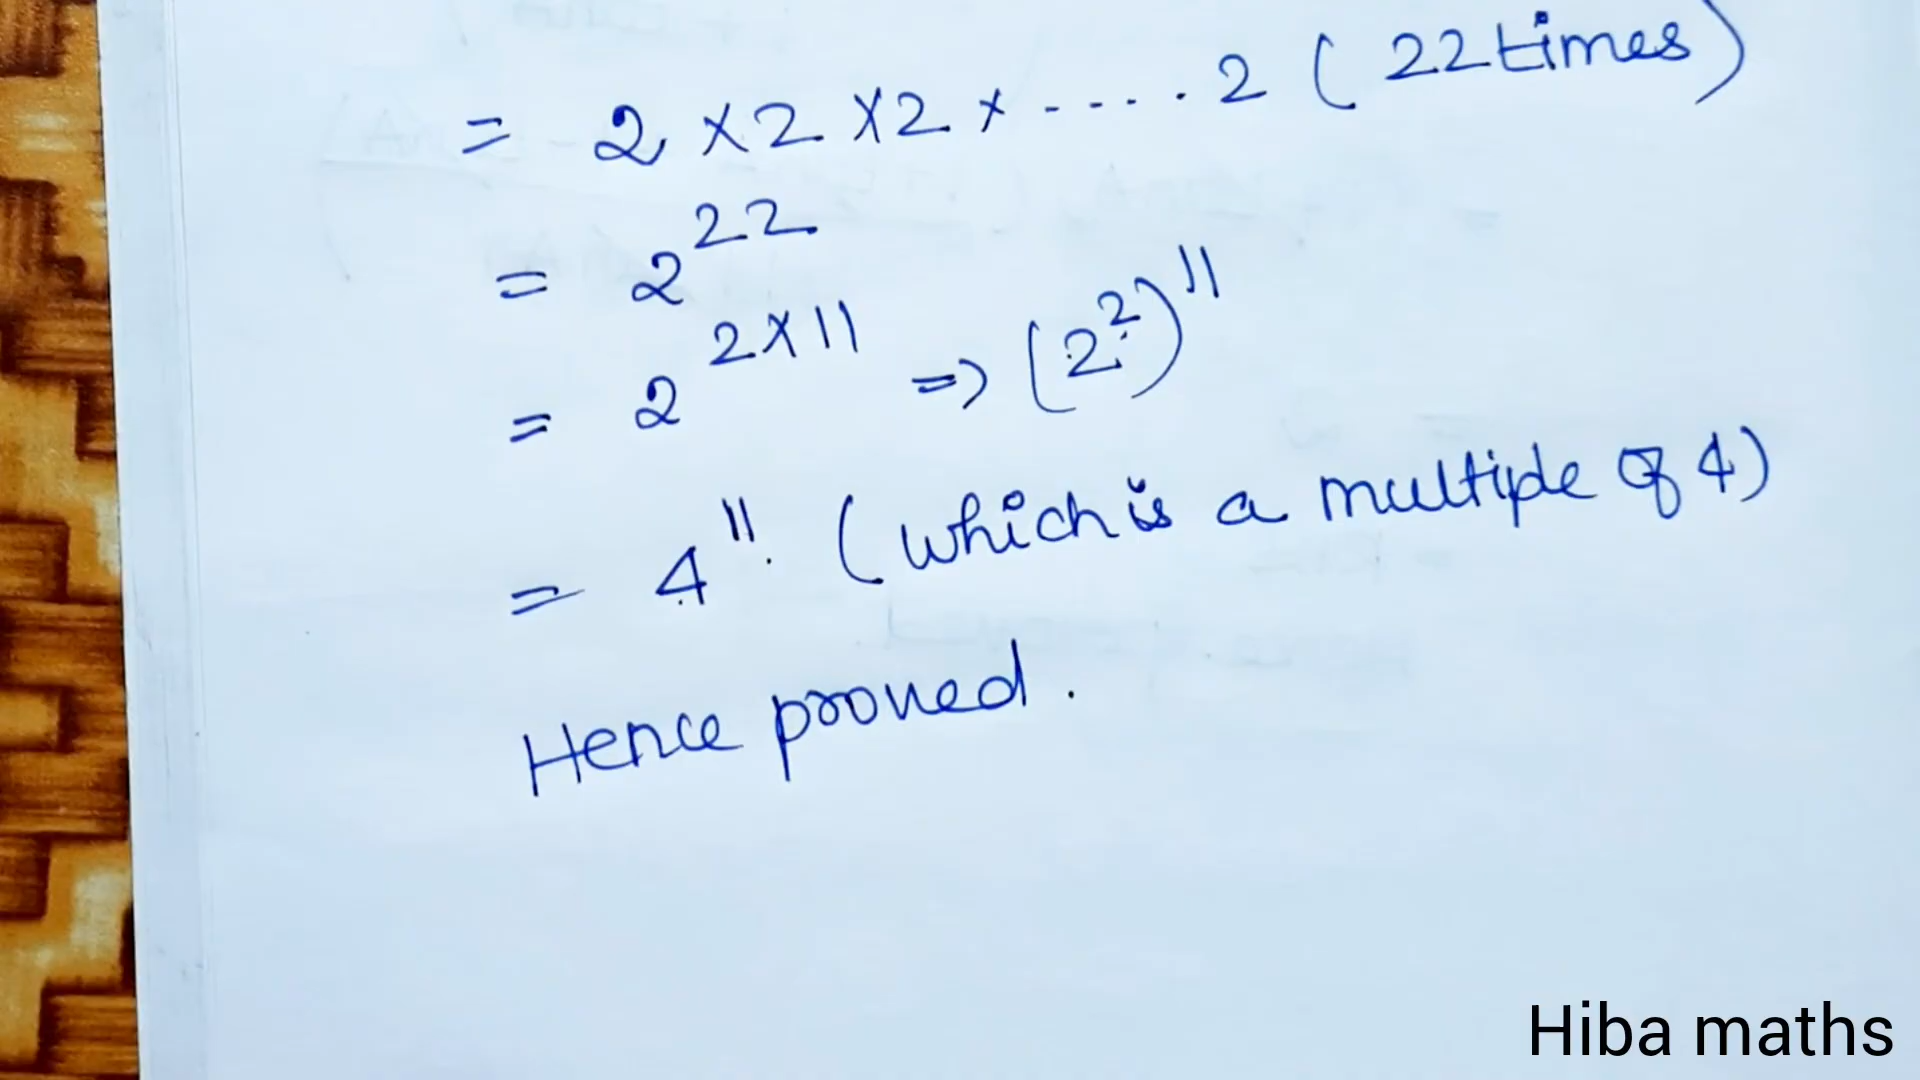 = 2 × 2 × 2 × ---- . 2 ( 22 times )
= 2^22
= 2^2×11 => (2^2)^11
= 4^11. ( which is a multiple of 4)
Hence proved.
Hiba maths